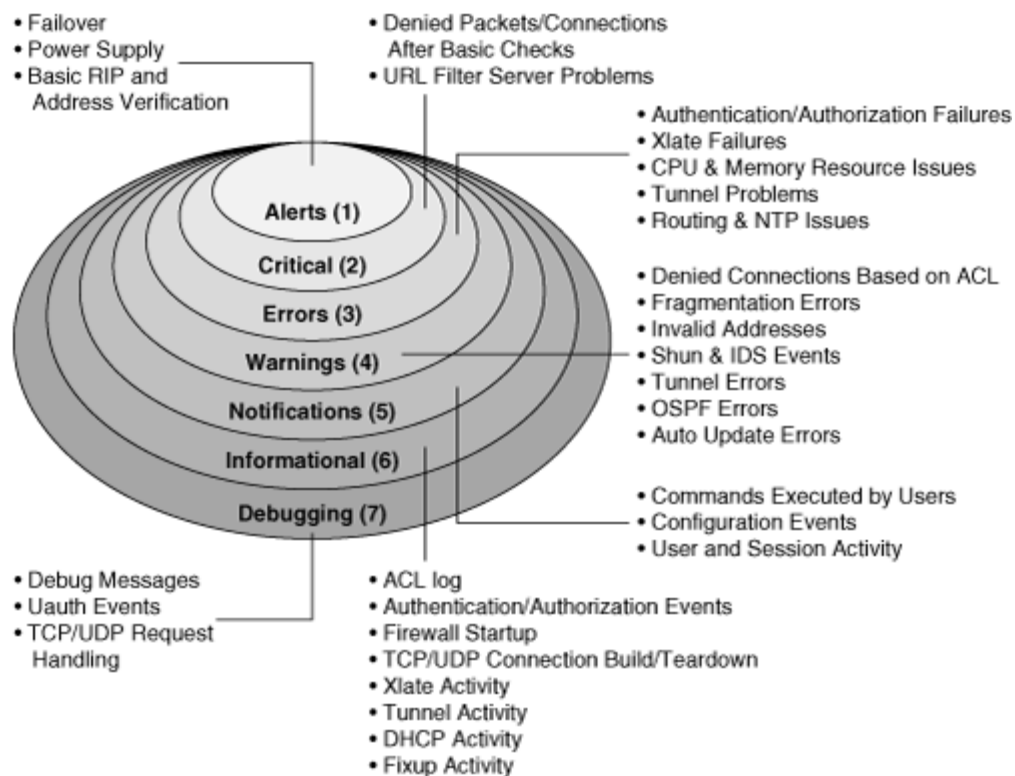 • Failover
• Power Supply
• Basic RIP and
Address Verification
• Denied Packets/Connections
After Basic Checks
• URL Filter Server Problems
• Authentication/Authorization Failures
• Xlate Failures
• CPU & Memory Resource Issues
• Tunnel Problems
• Routing & NTP Issues
Alerts (1)
Critical (2)
Errors (3)
Warnings (4)
Notifications (5)
Informational (6)
Debugging (7)
• Denied Connections Based on ACL
• Fragmentation Errors
• Invalid Addresses
• Shun & IDS Events
• Tunnel Errors
• OSPF Errors
• Auto Update Errors
• Commands Executed by Users
• Configuration Events
• User and Session Activity
• Debug Messages
• Uauth Events
• TCP/UDP Request
Handling
• ACL log
• Authentication/Authorization Events
• Firewall Startup
• TCP/UDP Connection Build/Teardown
• Xlate Activity
• Tunnel Activity
• DHCP Activity
• Fixup Activity